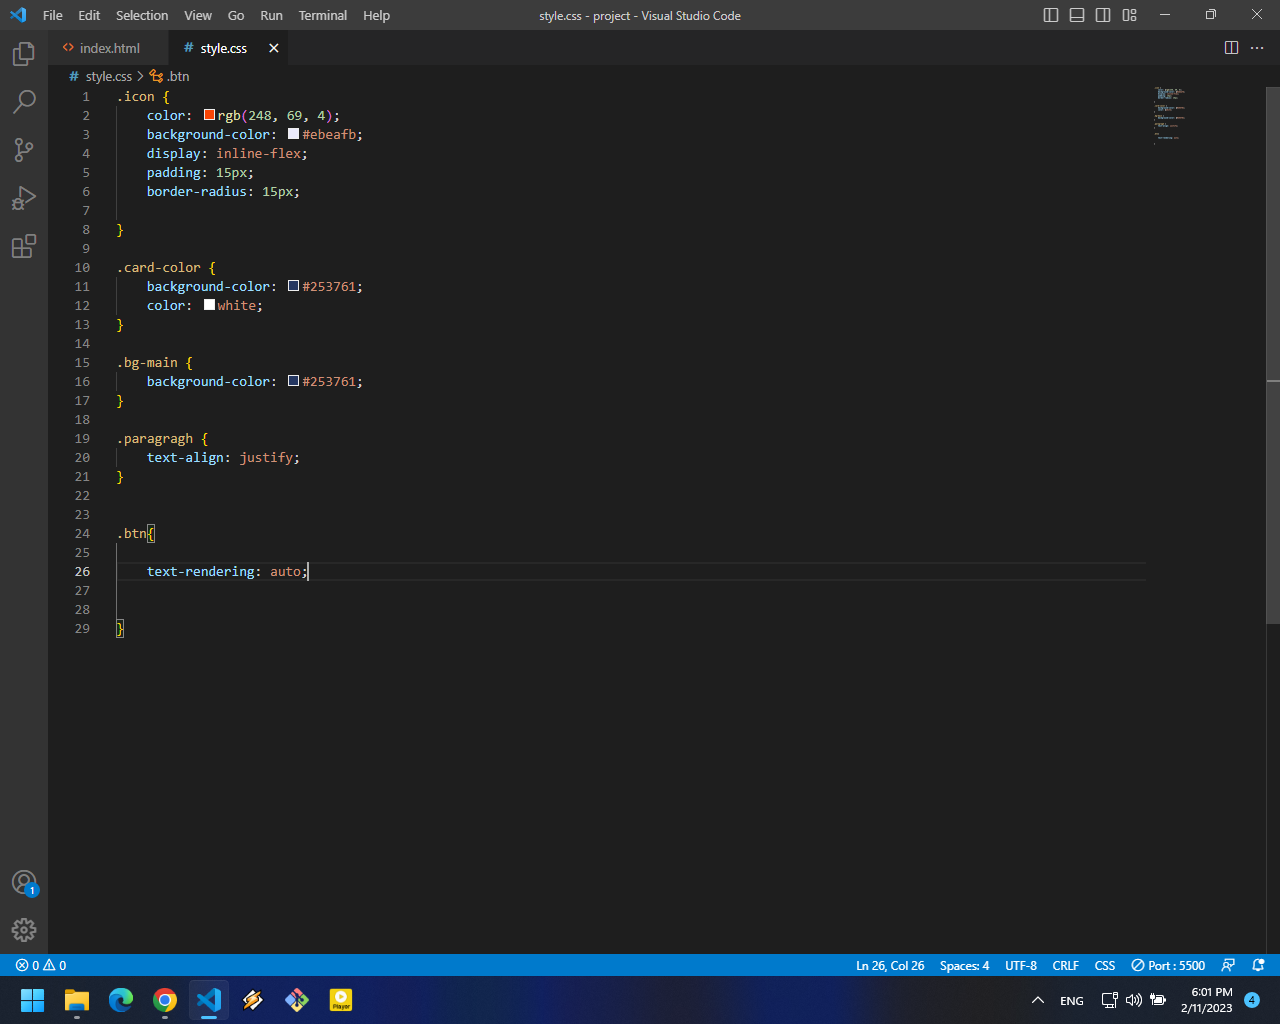 File Edit Selection View Go Run Terminal Help style.css - project - Visual Studio Code
<> index.html # style.css
# style.css > .btn
1 .icon {
2 color: rgb(248, 69, 4);
3 background-color: #ebeafb;
4 display: inline-flex;
5 padding: 15px;
6 border-radius: 15px;
7
8 }
9
10 .card-color {
11 background-color: #253761;
12 color: white;
13 }
14
15 .bg-main {
16 background-color: #253761;
17 }
18
19 .paragragh {
20 text-align: justify;
21 }
22
23
24 .btn{
25
26 text-rendering: auto;
27
28
29 }
1
0 0 Ln 26, Col 26 Spaces: 4 UTF-8 CRLF CSS Port : 5500
Player ENG 6:01 PM
2/11/2023 4